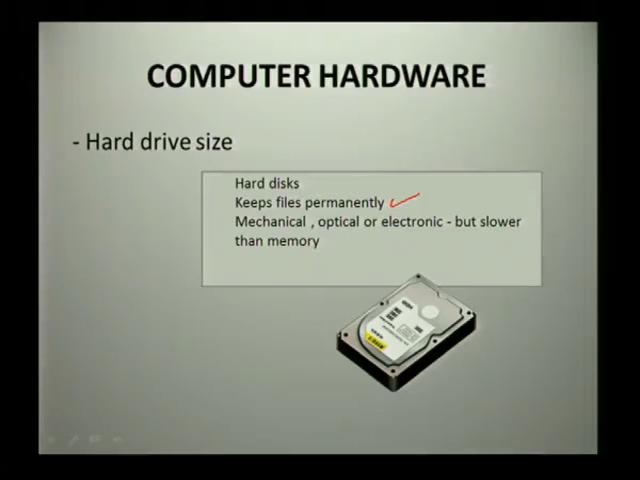 COMPUTER HARDWARE
- Hard drive size
Hard disks
Keeps files permanently
Mechanical , optical or electronic - but slower
than memory